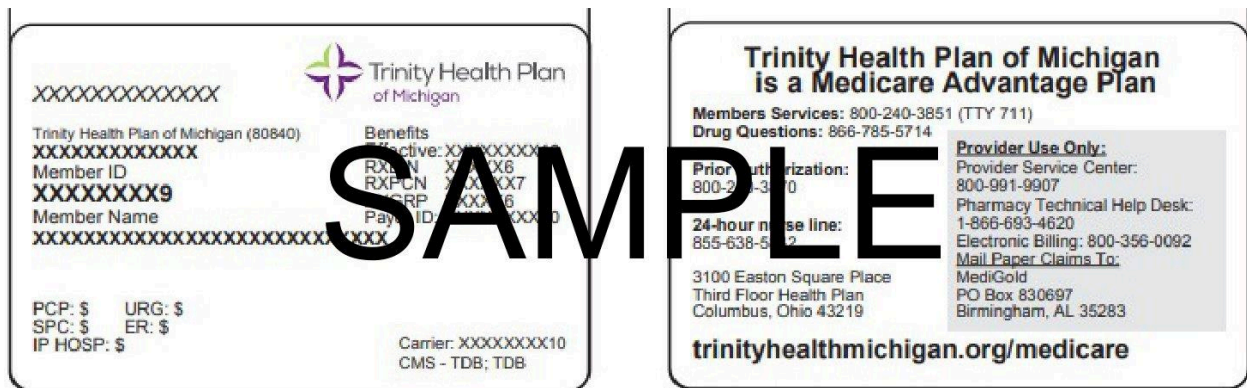 XXXXXXXXXXXXXX
Trinity Health Plan
of Michigan
Trinity Health Plan of Michigan (80840)
XXXXXXXXXXXXX
Member ID
XXXXXXXX9
Member Name
Benefits
RXPCN
PCP: $ URG: $
SPC: $ ER: $
IP HOSP: $
Carrier: XXXXXXXX10
CMS - TDB; TDB
SAMPLE
Trinity Health Plan of Michigan
is a Medicare Advantage Plan
Members Services: 800-240-3851 (TTY 711)
Drug Questions: 866-785-5714
Prior
24-hour nurse line:
3100 Easton Square Place
Third Floor Health Plan
Columbus, Ohio 43219
Provider Use Only:
Provider Service Center:
800-991-9907
Pharmacy Technical Help Desk:
1-866-693-4620
Electronic Billing: 800-356-0092
Mail Paper Claims To:
MediGold
PO Box 830697
Birmingham, AL 35283
trinityhealthmichigan.org/medicare